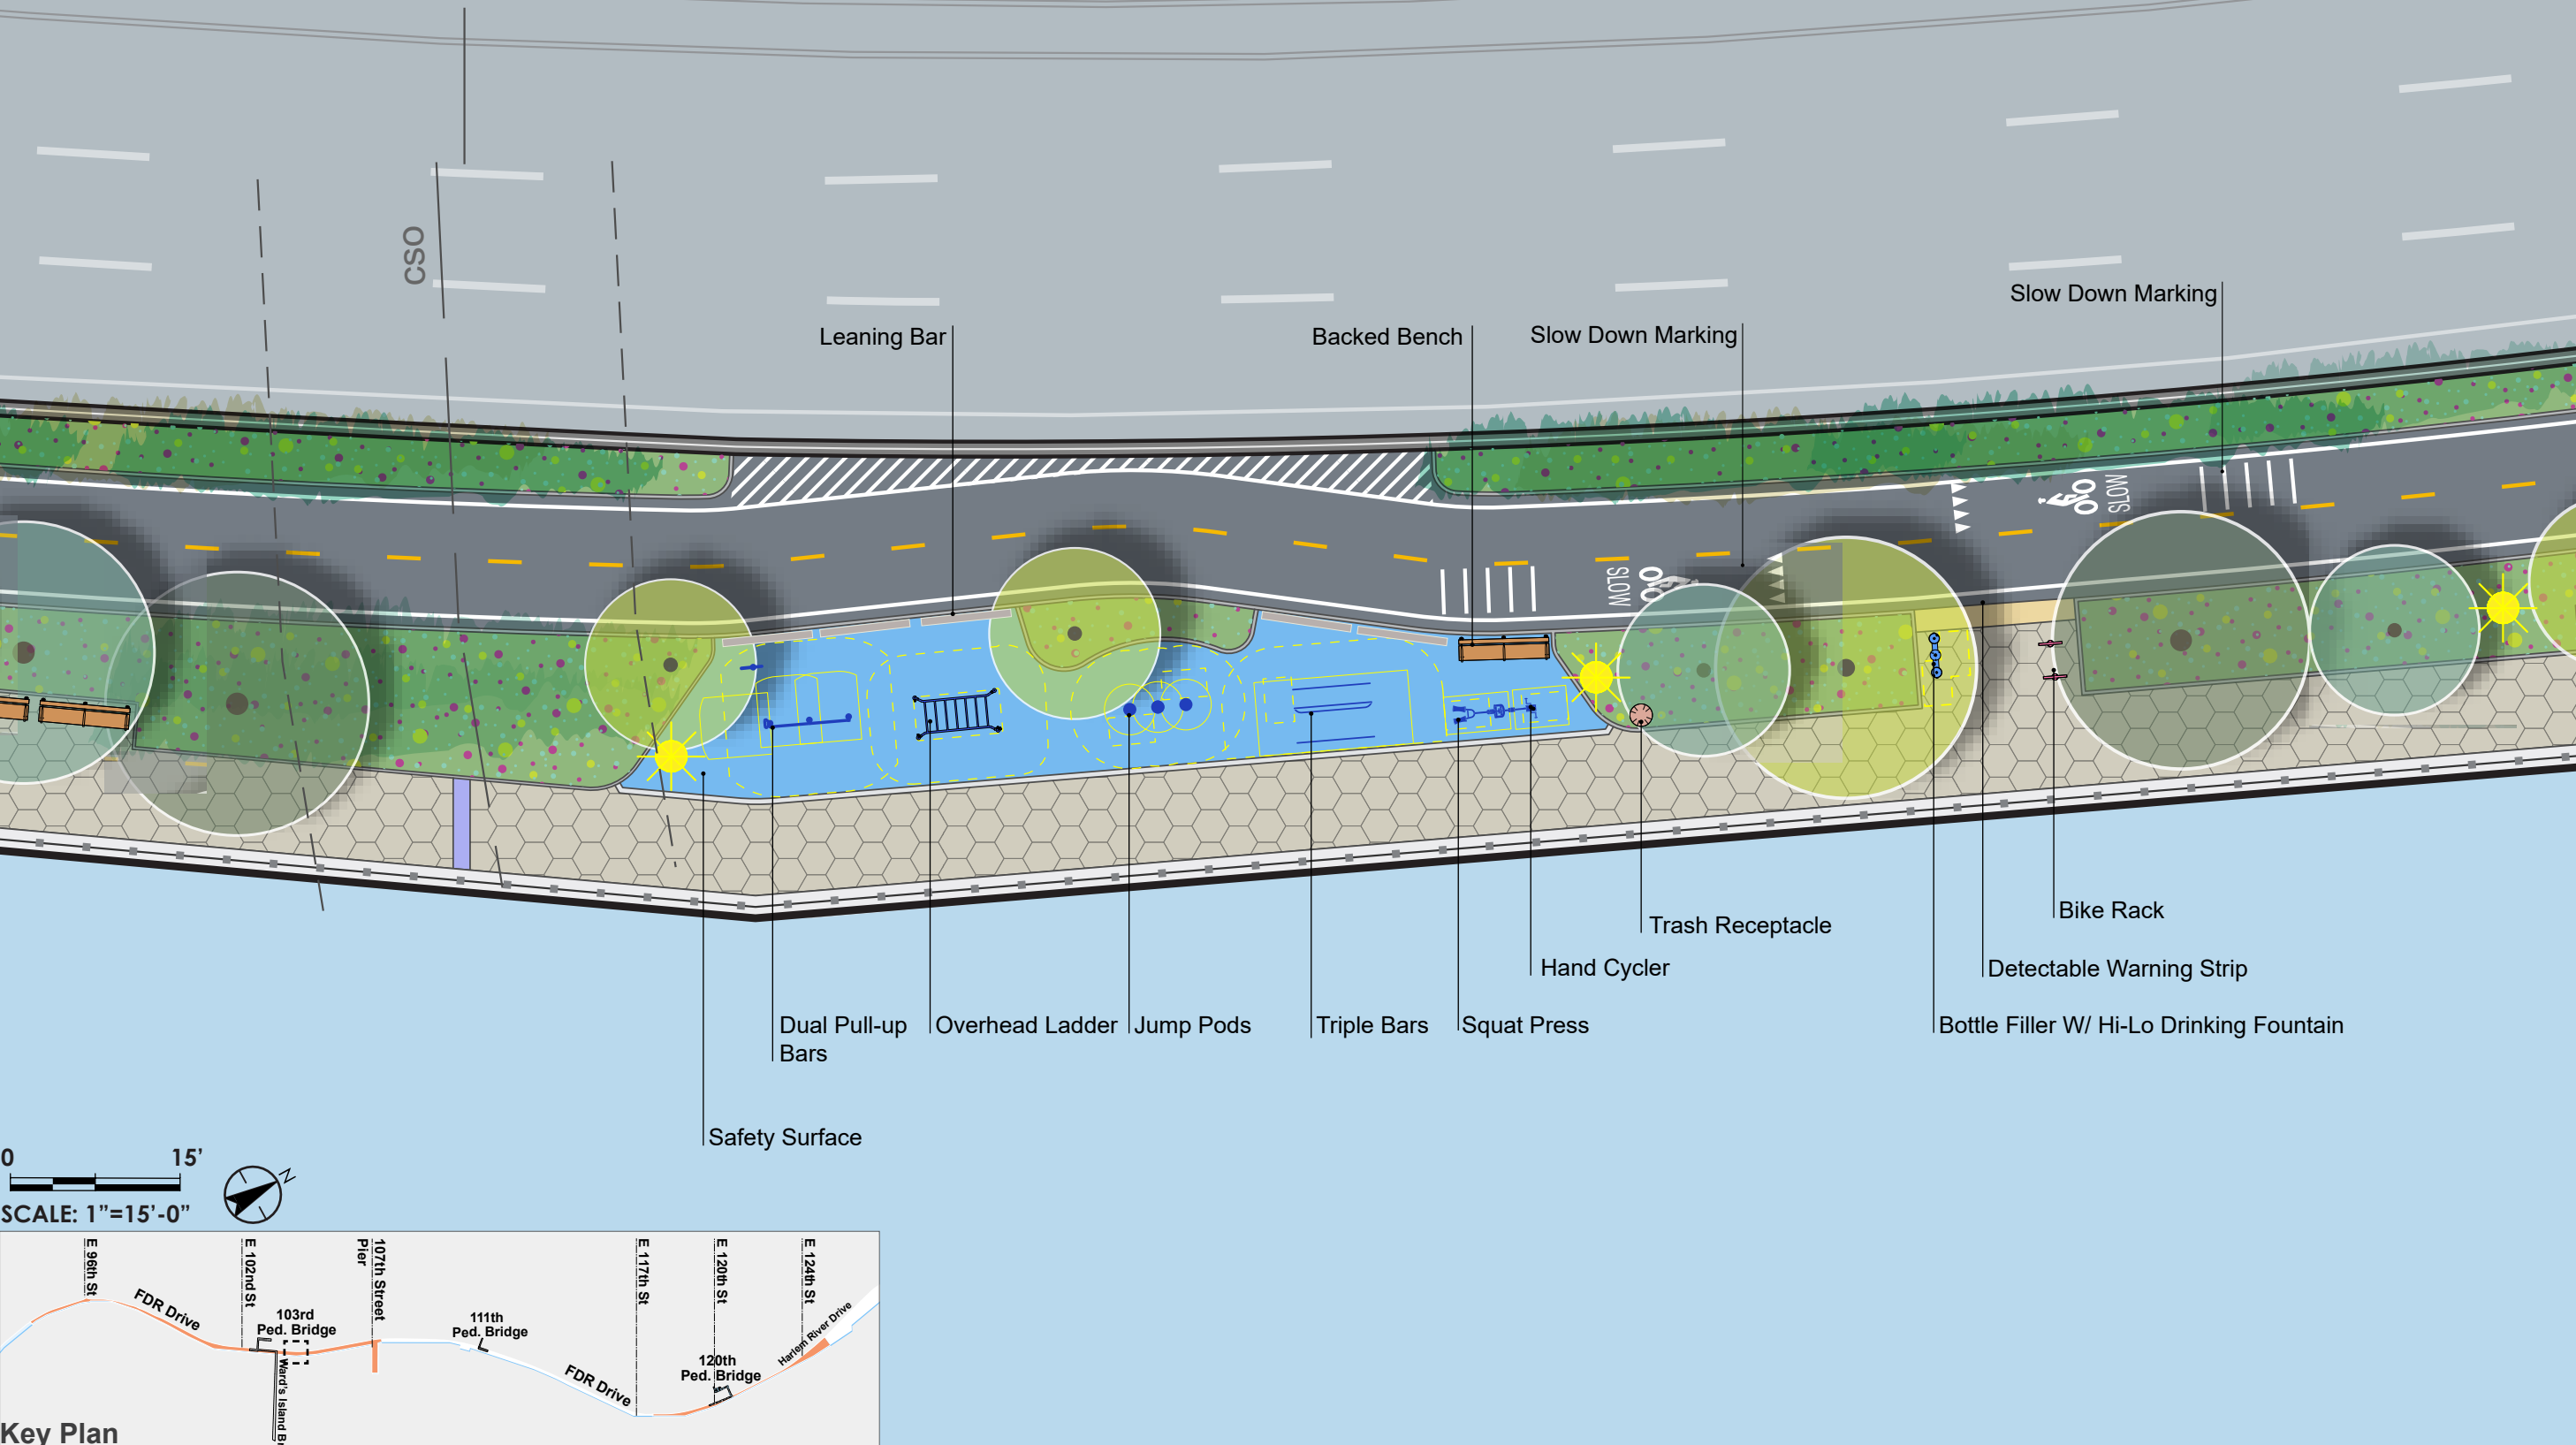 CSO
Slow Down Marking
Leaning Bar
Backed Bench
Slow Down Marking
SLOW
SLOW
Bike Rack
Trash Receptacle
Hand Cycler
Detectable Warning Strip
Dual Pull-up
Bars
Overhead Ladder
Jump Pods
Triple Bars
Squat Press
Bottle Filler W/ Hi-Lo Drinking Fountain
Safety Surface
0 15’
N
SCALE: 1”=15’-0”
E 96th St
E 102nd St
107th Street
Pier
E 117th St
E 120th St
E 124th St
FDR Drive
103rd
Ped. Bridge
111th
Ped. Bridge
Harlem River Drive
FDR Drive
120th
Ped. Bridge
Ward's Island
Key Plan